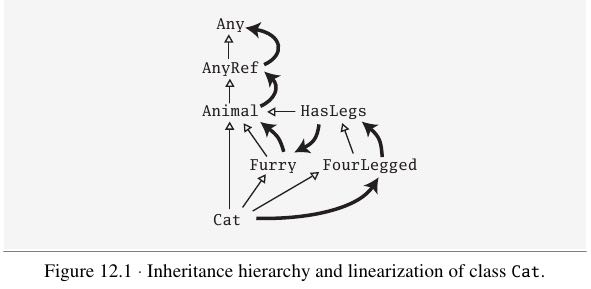 Any
AnyRef
Animal HasLegs
Furry FourLegged
Cat
Figure 12.1 · Inheritance hierarchy and linearization of class Cat.